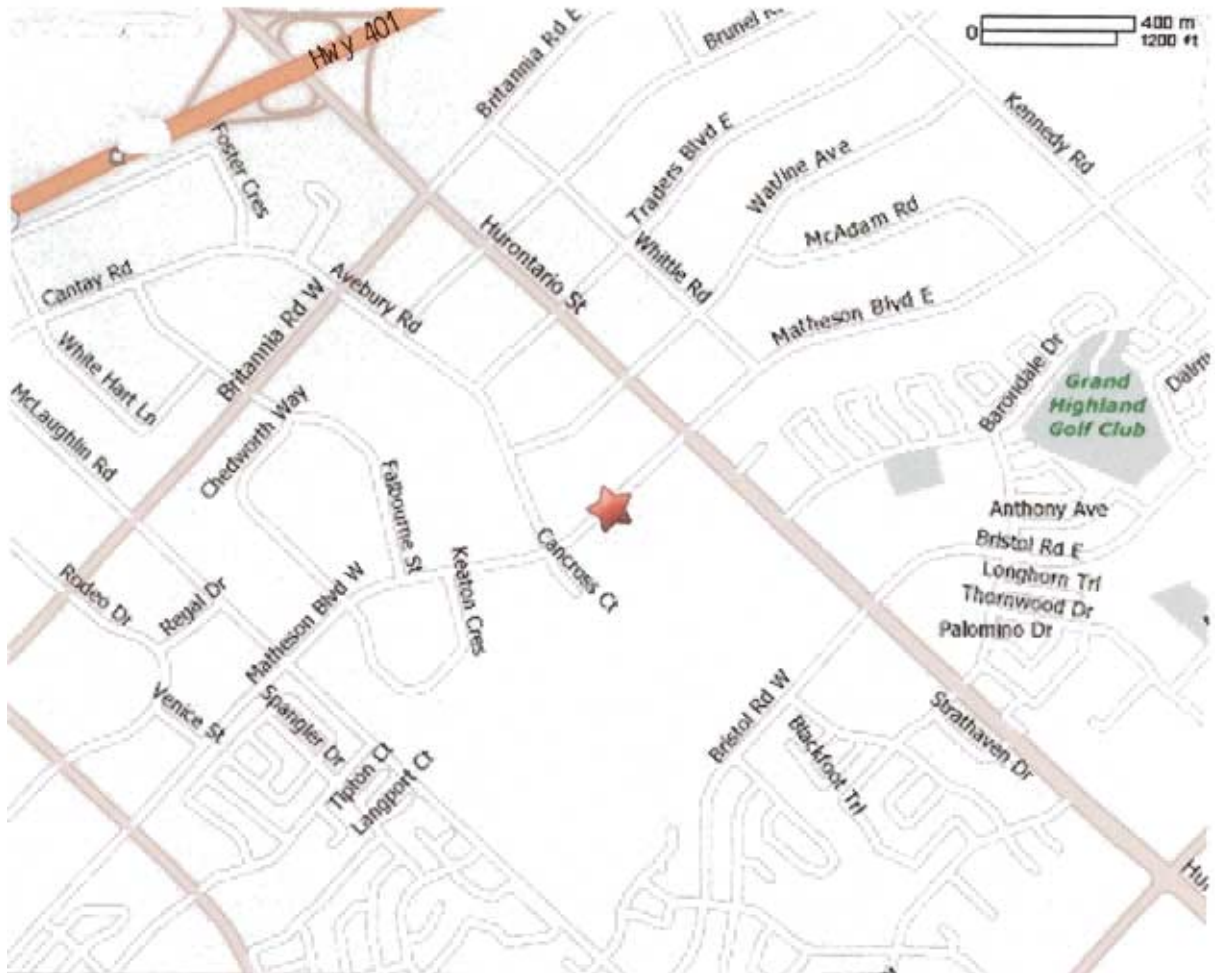 400 m
0
1200 ft
Hwy 401
Britannia Rd E
Kennedy Rd
Foster Cres
Traders Blvd E
Watline Ave
McAdam Rd
Whittle Rd
Hurontario St
Cantay Rd
Avebury Rd
Matheson Blvd E
Britannia Rd W
White Hart Ln
Barondale Dr
Grand
Highland
Golf Club
McLaughlin Rd
Chedworth Way
Falbourne St
Anthony Ave
Bristol Rd E
Cancross Ct
Keaton Cres
Longhorn Trl
Thornwood Dr
Palomino Dr
Rodeo Dr
Regal Dr
Matheson Blvd W
Venice St
Spangler Dr
Bristol Rd W
Blackfoot Trl
Strathaven Dr
Tipton Ct
Langport Ct